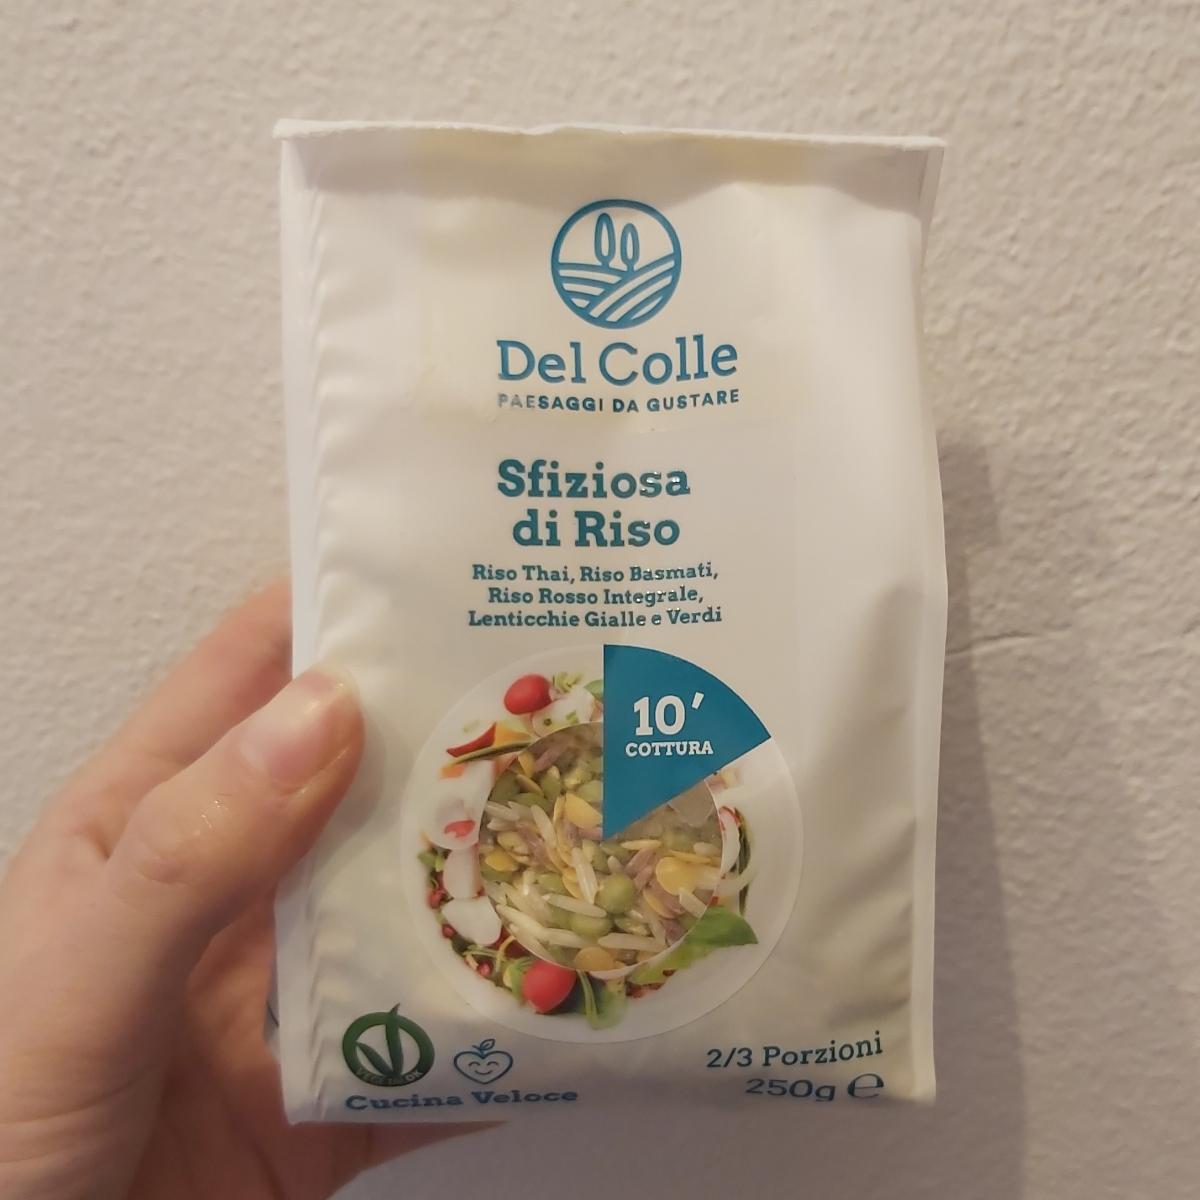 Del Colle
PAESAGGI DA GUSTARE
Sfiziosa
di Riso
Riso Thai, Riso Basmati,
Riso Rosso Integrale,
Lenticchie Gialle e Verdi
10′
COTTURA
Cucina Veloce
2/3 Porzioni
250g ℮